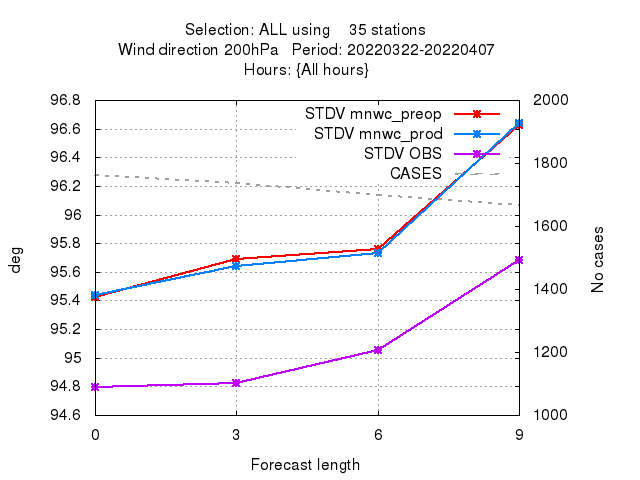 Selection: ALL using 35 stations
Wind direction 200hPa Period: 20220322-20220407
Hours: {All hours}
STDV mnwc_preop
STDV mnwc_prod
STDV OBS
CASES
96.8
96.6
96.4
96.2
96
95.8
95.6
95.4
95.2
95
94.8
94.6
2000
1800
1600
1400
1200
1000
deg
No cases
0 3 6 9
Forecast length